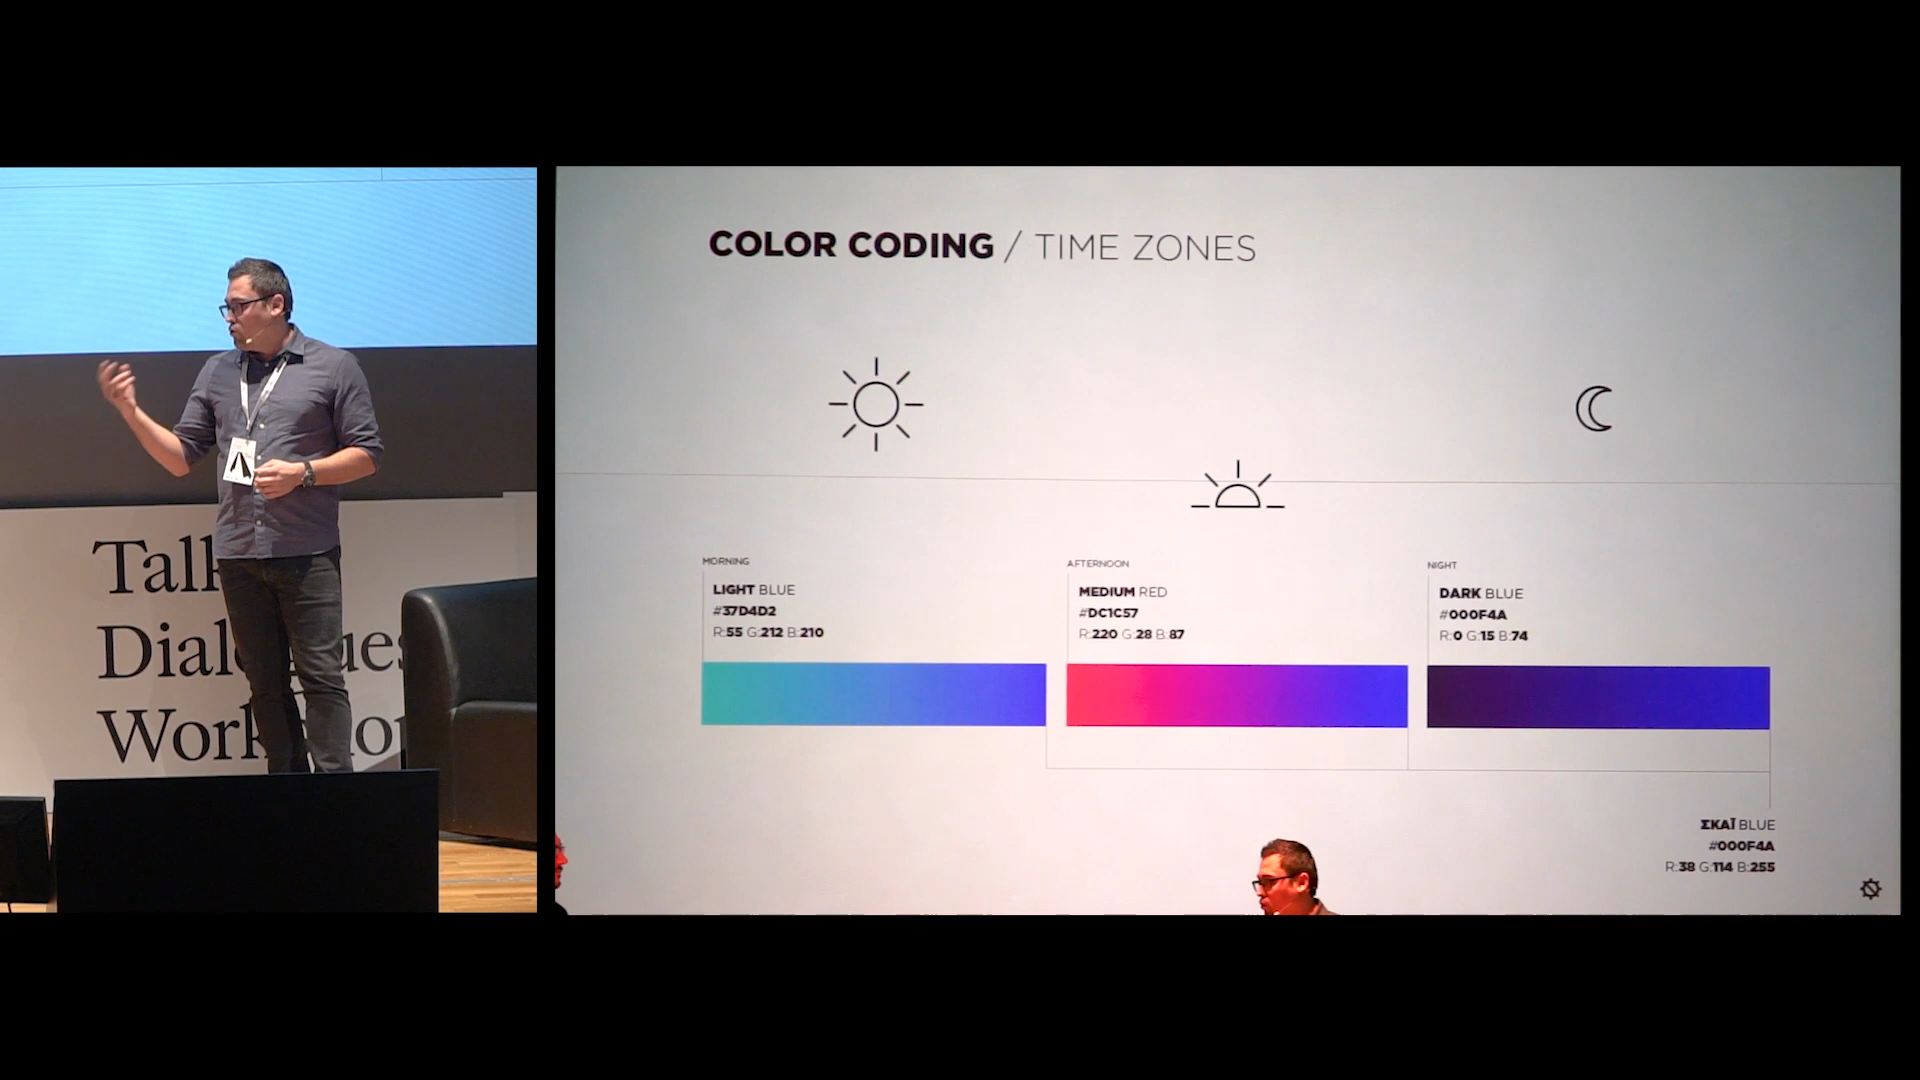 COLOR CODING / TIME ZONES
MORNING
LIGHT BLUE
#37D4D2
R:55 G:212 B:210
AFTERNOON
MEDIUM RED
#DC1C57
R:220 G:28 B:87
NIGHT
DARK BLUE
#000F4A
R:0 G:15 B:74
ΣΚΑΪ BLUE
#000F4A
R:38 G:114 B:255